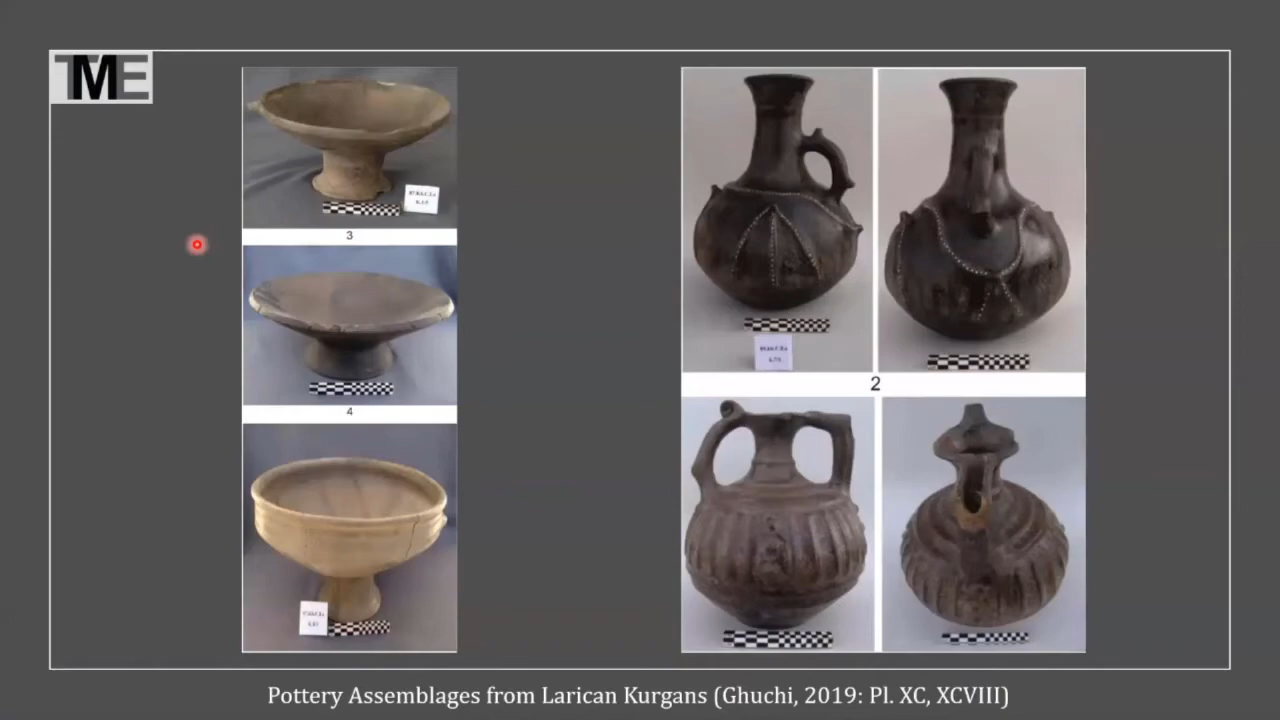 TME
3
4
2
Pottery Assemblages from Larican Kurgans (Ghuchi, 2019: Pl. XC, XCVIII)